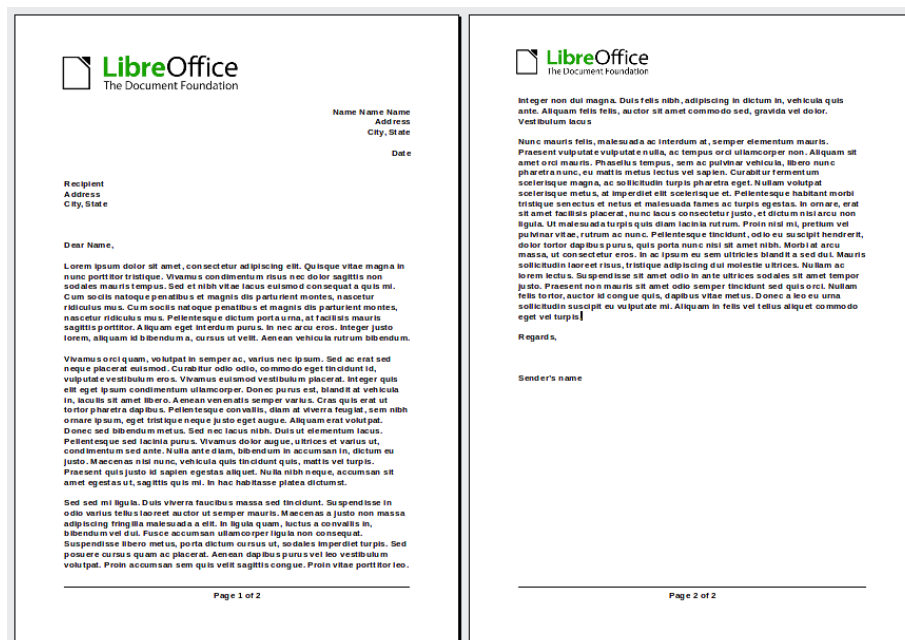 LibreOffice
The Document Foundation
Name Name Name
Address
City, State
Date
Recipient
Address
City, State
Dear Name,
Lorem ipsum dolor sit amet, consectetur adipiscing elit. Quisque vitae magna in
nunc porttitor tristique. Vivamus condimentum risus nec dolor sagittis non
sodales mauris tempus. Sed et nibh vitae lacus euismod consequat a quis mi.
Cum sociis natoque penatibus et magnis dis parturient montes, nascetur
ridiculus mus. Cum sociis natoque penatibus et magnis dis parturient montes,
nascetur ridiculus mus. Pellentesque dictum porta urna, at facilisis mauris
sagittis porttitor. Aliquam eget interdum purus. In nec arcu eros. Integer justo
lorem, aliquam id bibendum a, cursus ut velit. Aenean vehicula rutrum bibendum.
Vivamus orci quam, volutpat in semper ac, varius nec ipsum. Sed ac erat sed
neque placerat euismod. Curabitur odio odio, commodo eget tincidunt id,
vulputate vestibulum eros. Vivamus euismod vestibulum placerat. Integer quis
elit eget ipsum condimentum ullamcorper. Donec purus est, blandit at vehicula
in, iaculis sit amet libero. Aenean venenatis semper varius. Cras quis erat ut
tortor pharetra dapibus. Pellentesque convallis, diam at viverra feugiat, sem nibh
ornare ipsum, eget tristique neque justo eget augue. Aliquam erat volutpat.
Donec sed bibendum metus. Sed nec lacus nibh. Duis ut elementum lacus.
Pellentesque sed lacinia purus. Vivamus dolor augue, ultrices et varius ut,
condimentum sed ante. Nulla ante diam, bibendum in accumsan in, dictum eu
justo. Maecenas nisi nunc, vehicula quis tincidunt quis, mattis vel turpis.
Praesent quis justo id sapien egestas aliquet. Nulla nibh neque, accumsan sit
amet egestas ut, sagittis quis mi. In hac habitasse platea dictumst.
Sed sed mi ligula. Duis viverra faucibus massa sed tincidunt. Suspendisse in
odio varius tellus laoreet auctor ut semper mauris. Maecenas a justo non massa
adipiscing fringilla malesuada a elit. In ligula quam, luctus a convallis in,
bibendum vel dui. Fusce accumsan ullamcorper ligula non consequat.
Suspendisse libero metus, porta dictum cursus ut, sodales imperdiet turpis. Sed
posuere cursus quam ac placerat. Aenean dapibus purus vel leo vestibulum
volutpat. Proin accumsan sem quis velit sagittis congue. Proin vitae porttitor leo.
Page 1 of 2
LibreOffice
The Document Foundation
Integer non dui magna. Duis felis nibh, adipiscing in dictum in, vehicula quis
ante. Aliquam felis felis, auctor sit amet commodo sed, gravida vel dolor.
Vestibulum lacus
Nunc mauris felis, malesuada ac interdum at, semper elementum mauris.
Praesent vulputate vulputate nulla, ac tempus orci ullamcorper non. Aliquam sit
amet orci mauris. Phasellus tempus, sem ac pulvinar vehicula, libero nunc
pharetra nunc, eu mattis metus lectus vel sapien. Curabitur fermentum
scelerisque magna, ac sollicitudin turpis pharetra eget. Nullam volutpat
scelerisque metus, at imperdiet elit scelerisque et. Pellentesque habitant morbi
tristique senectus et netus et malesuada fames ac turpis egestas. In ornare, erat
sit amet facilisis placerat, nunc lacus consectetur justo, et dictum nisi arcu non
ligula. Ut malesuada turpis quis diam lacinia rutrum. Proin nisl mi, pretium vel
pulvinar vitae, rutrum ac nunc. Pellentesque tincidunt, odio eu suscipit hendrerit,
dolor tortor dapibus purus, quis porta nunc nisi sit amet nibh. Morbi at arcu
massa, ut consectetur eros. In ac ipsum eu sem ultricies blandit a sed dui. Mauris
sollicitudin laoreet risus, tristique adipiscing dui molestie ultrices. Nullam ac
lorem lectus. Suspendisse sit amet odio in ante ultrices sodales sit amet tempor
justo. Praesent non mauris sit amet odio semper tincidunt sed quis orci. Nullam
felis tortor, auctor id congue quis, dapibus vitae metus. Donec a leo eu urna
sollicitudin suscipit eu vulputate mi. Aliquam in felis vel tellus aliquet commodo
eget vel turpis
Regards,
Sender's name
Page 2 of 2